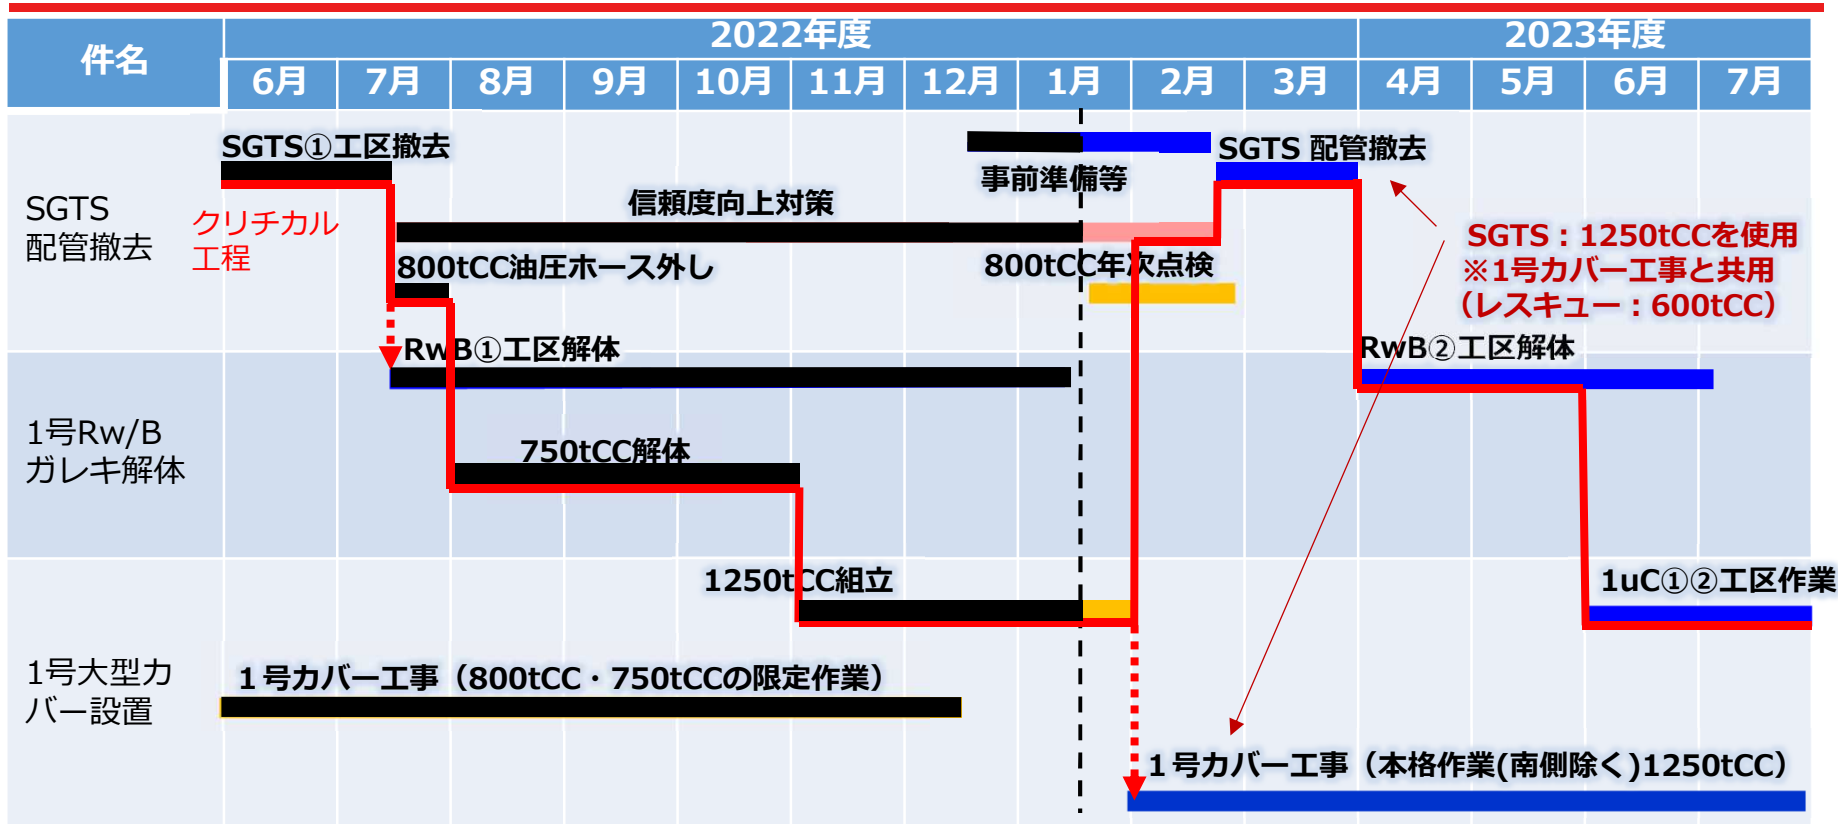 件名
2022年度
2023年度
6月 7月 8月 9月 10月 11月 12月 1月 2月 3月 4月 5月 6月 7月
SGTS
配管撤去
SGTS①工区撤去
クリチカル
工程
信頼度向上対策
事前準備等
SGTS 配管撤去
800tCC油圧ホース外し
800tCC年次点検
SGTS：1250tCCを使用
※1号カバー工事と共用
（レスキュー：600tCC）
1号Rw/B
ガレキ解体
RwB①工区解体
RwB②工区解体
750tCC解体
1号大型カ
バー設置
1250tCC組立
1uC①②工区作業
１号カバー工事（800tCC・750tCCの限定作業）
１号カバー工事（本格作業(南側除く)1250tCC）